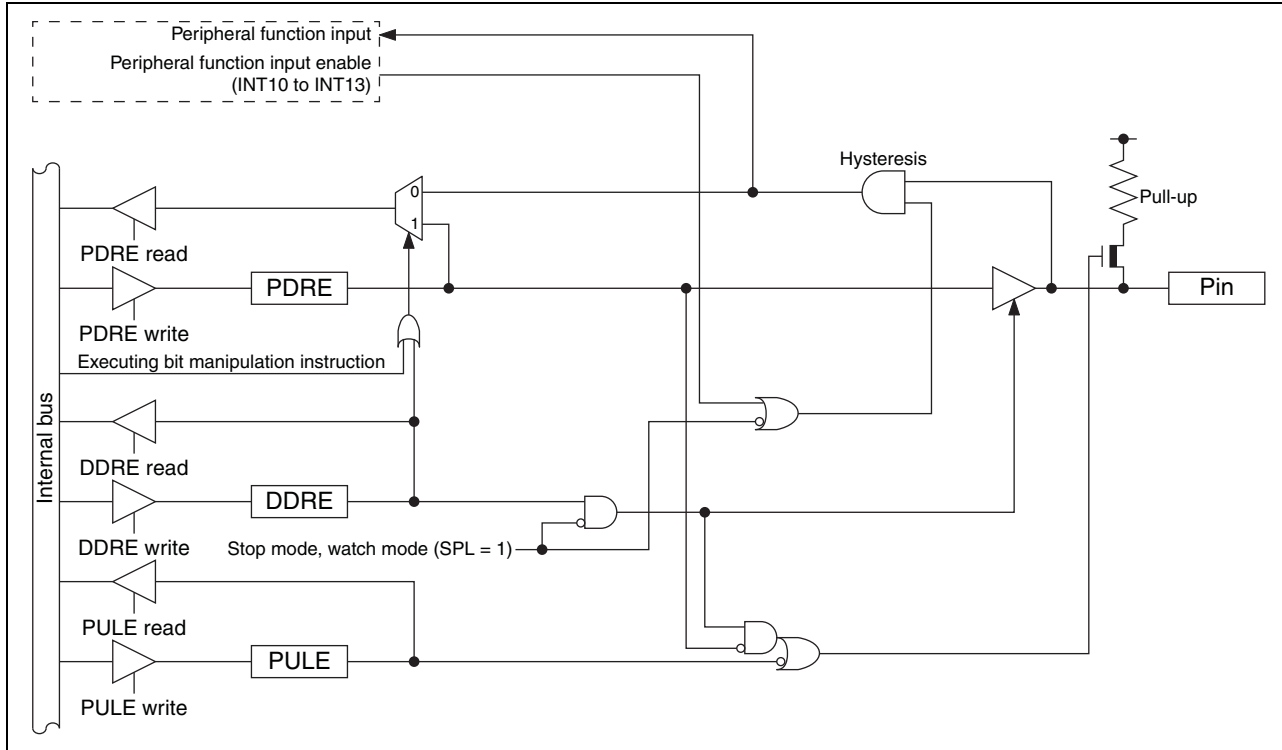 Peripheral function input
Peripheral function input enable
(INT10 to INT13)
Hysteresis
Pull-up
0
1
PDRE read
PDRE
Pin
PDRE write
Executing bit manipulation instruction
Internal bus
DDRE read
DDRE
DDRE write
Stop mode, watch mode (SPL = 1)
PULE read
PULE
PULE write